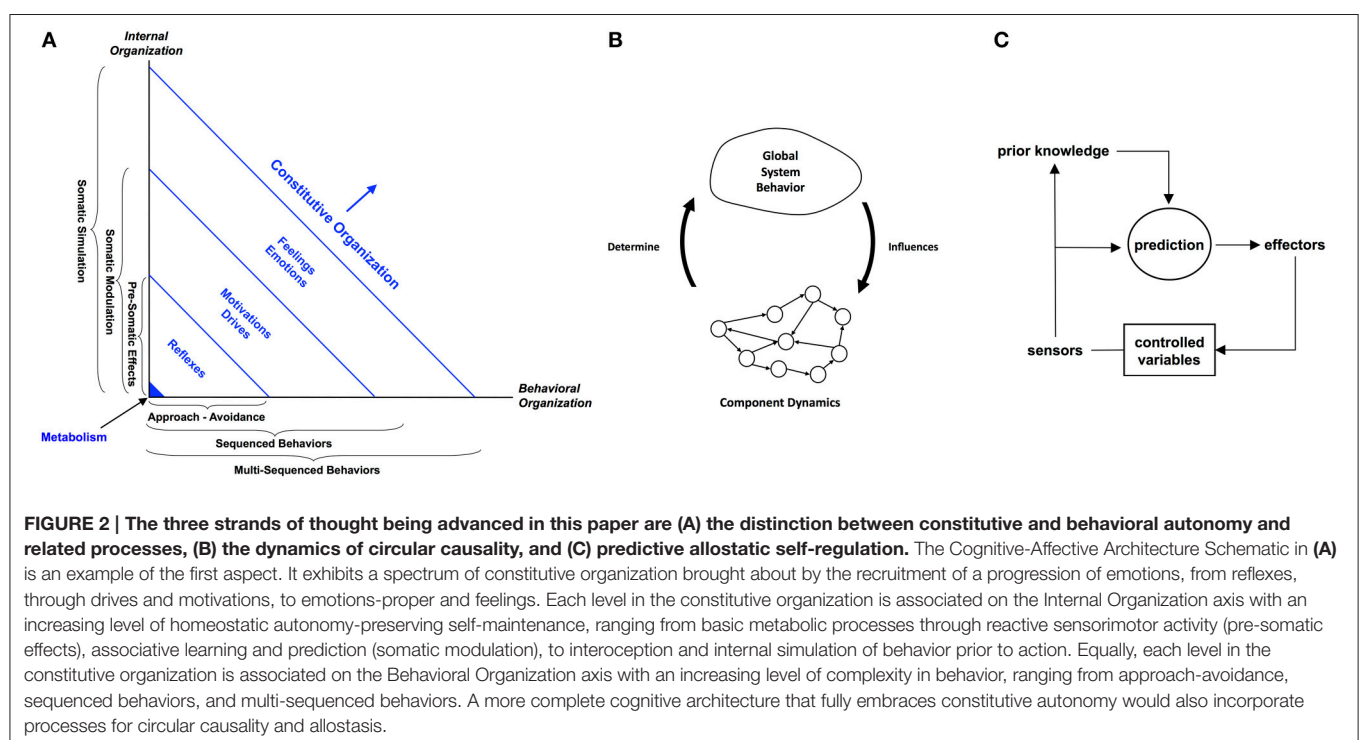 A
Internal
Organization
Somatic Simulation
Somatic Modulation
Pre-Somatic Effects
Constitutive Organization
Feelings
Emotions
Motivations
Drives
Reflexes
Behavioral
Organization
Metabolism
Approach - Avoidance
Sequenced Behaviors
Multi-Sequenced Behaviors
B
Global
System
Behavior
Determine
Influences
Component Dynamics
C
prior knowledge
prediction
effectors
sensors
controlled
variables
FIGURE 2 | The three strands of thought being advanced in this paper are (A) the distinction between constitutive and behavioral autonomy and
related processes, (B) the dynamics of circular causality, and (C) predictive allostatic self-regulation. The Cognitive-Affective Architecture Schematic in (A)
is an example of the first aspect. It exhibits a spectrum of constitutive organization brought about by the recruitment of a progression of emotions, from reflexes,
through drives and motivations, to emotions-proper and feelings. Each level in the constitutive organization is associated on the Internal Organization axis with an
increasing level of homeostatic autonomy-preserving self-maintenance, ranging from basic metabolic processes through reactive sensorimotor activity (pre-somatic
effects), associative learning and prediction (somatic modulation), to interoception and internal simulation of behavior prior to action. Equally, each level in the
constitutive organization is associated on the Behavioral Organization axis with an increasing level of complexity in behavior, ranging from approach-avoidance,
sequenced behaviors, and multi-sequenced behaviors. A more complete cognitive architecture that fully embraces constitutive autonomy would also incorporate
processes for circular causality and allostasis.